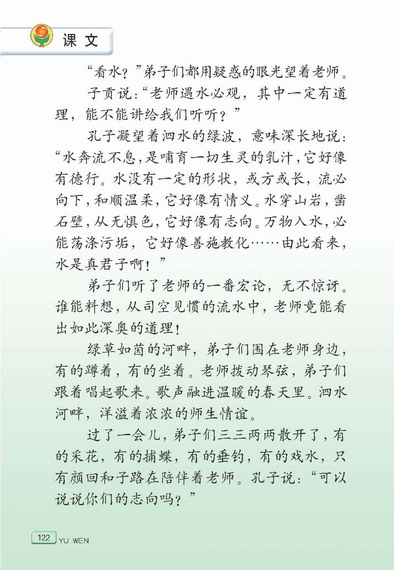 课文
“看水？”弟子们都用疑惑的眼光望着老师。
子贡说：“老师遇水必观，其中一定有道
理，能不能讲给我们听听？”
孔子凝望着泗水的绿波，意味深长地说：
“水奔流不息，是哺育一切生灵的乳汁，它好像
有德行。水没有一定的形状，或方或长，流必
向下，和顺温柔，它好像有情义。水穿山岩，凿
石壁，从无惧色，它好像有志向。万物入水，必
能荡涤污垢，它好像善施教化……由此看来，
水是真君子啊！”
弟子们听了老师的一番宏论，无不惊讶。
谁能料想，从司空见惯的流水中，老师竟能看
出如此深奥的道理！
绿草如茵的河畔，弟子们围在老师身边，
有的蹲着，有的坐着。老师拨动琴弦，弟子们
跟着唱起歌来。歌声融进温暖的春天里。泗水
河畔，洋溢着浓浓的师生情谊。
过了一会儿，弟子们三三两两散开了，有
的采花，有的捕蝶，有的垂钓，有的戏水，只
有颜回和子路在陪伴着老师。孔子说：“可以
说说你们的志向吗？”
122 YU WEN